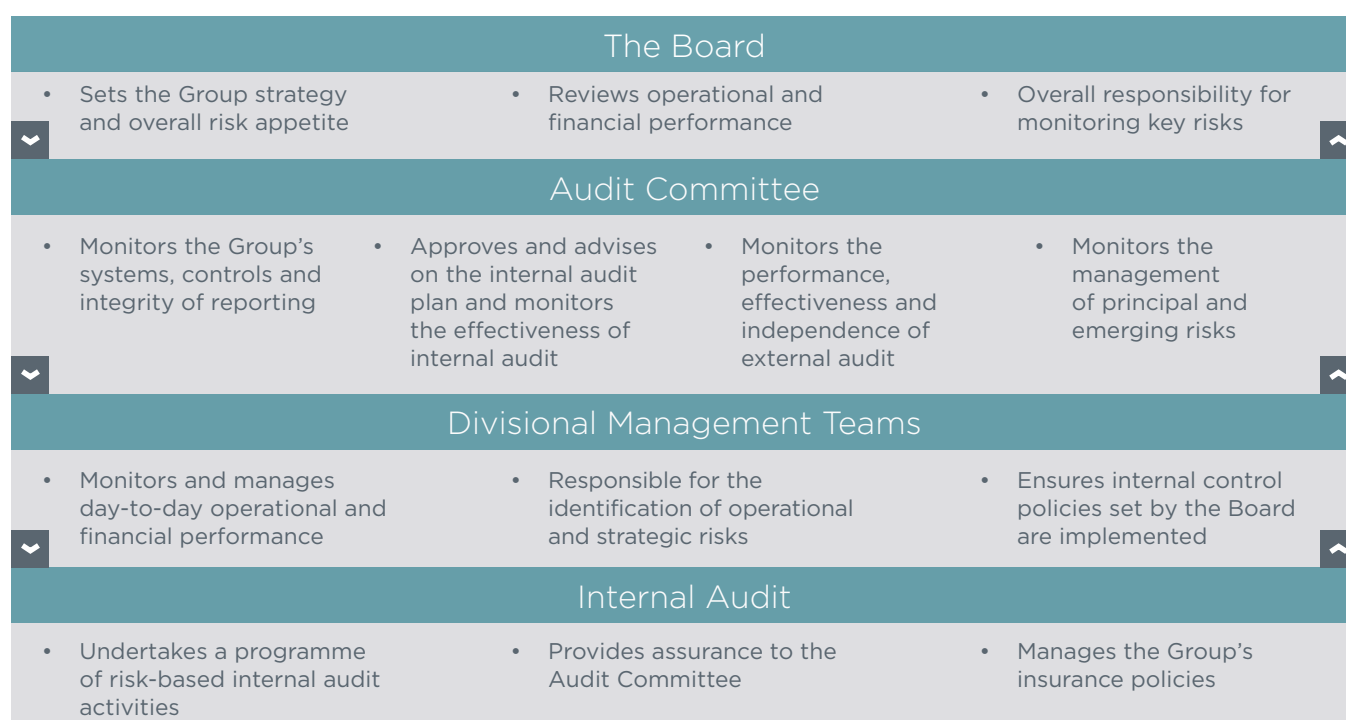 The Board
• Sets the Group strategy
and overall risk appetite
• Reviews operational and
financial performance
• Overall responsibility for
monitoring key risks
Audit Committee
• Monitors the Group's
systems, controls and
integrity of reporting
• Approves and advises
on the internal audit
plan and monitors
the effectiveness of
internal audit
• Monitors the
performance,
effectiveness and
independence of
external audit
• Monitors the
management
of principal and
emerging risks
Divisional Management Teams
• Monitors and manages
day-to-day operational and
financial performance
• Responsible for the
identification of operational
and strategic risks
• Ensures internal control
policies set by the Board
are implemented
Internal Audit
• Undertakes a programme
of risk-based internal audit
activities
• Provides assurance to the
Audit Committee
• Manages the Group's
insurance policies